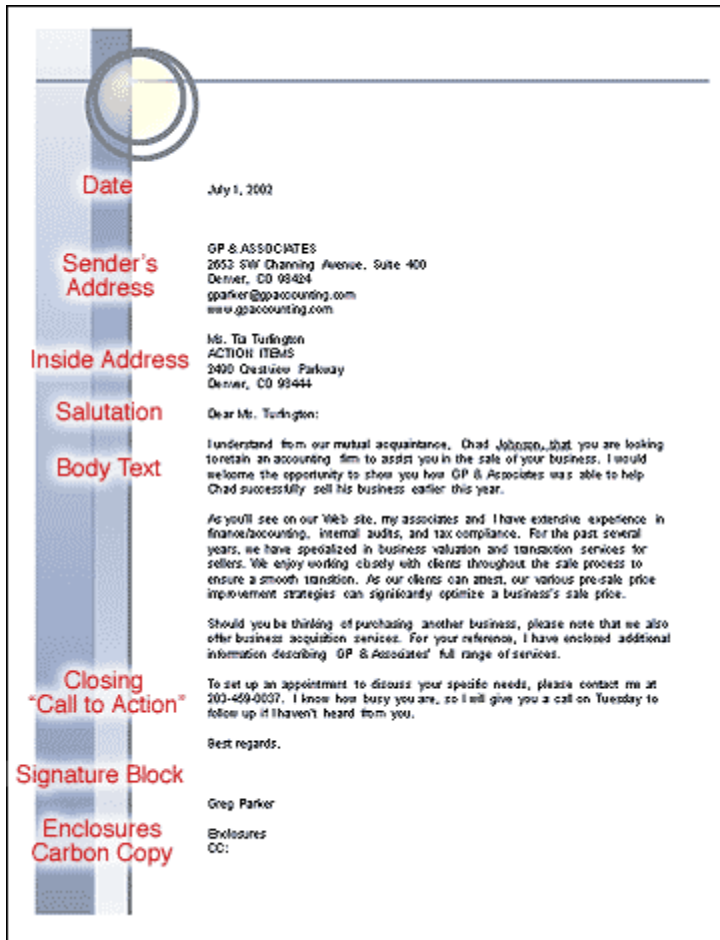 Date
July 1, 2002
Sender's
Address
GP & ASSOCIATES
2653 SW Channing Avenue, Suite 400
Denver, CO 98424
gparker@gpaccounting.com
www.gpaccounting.com
Inside Address
Ms. Tia Turlington
ACTION ITEMS
2490 Crestview Parkway
Denver, CO 98444
Salutation
Dear Ms. Turlington:
Body Text
I understand from our mutual acquaintance, Chad Johnson, that you are looking
to retain an accounting firm to assist you in the sale of your business. I would
welcome the opportunity to show you how GP & Associates was able to help
Chad successfully sell his business earlier this year.
As you'll see on our Web site, my associates and I have extensive experience in
finance/accounting, internal audits, and tax compliance. For the past several
years, we have specialized in business valuation and transaction services for
sellers. We enjoy working closely with clients throughout the sale process to
ensure a smooth transition. As our clients can attest, our various pre-sale price
improvement strategies can significantly optimize a business's sale price.
Should you be thinking of purchasing another business, please note that we also
offer business acquisition services. For your reference, I have enclosed additional
information describing GP & Associates' full range of services.
Closing
"Call to Action"
To set up an appointment to discuss your specific needs, please contact me at
203-459-0037. I know how busy you are, so I will give you a call on Tuesday to
follow up if I haven't heard from you.
Best regards,
Signature Block
Greg Parker
Enclosures
Carbon Copy
Enclosures
CC: